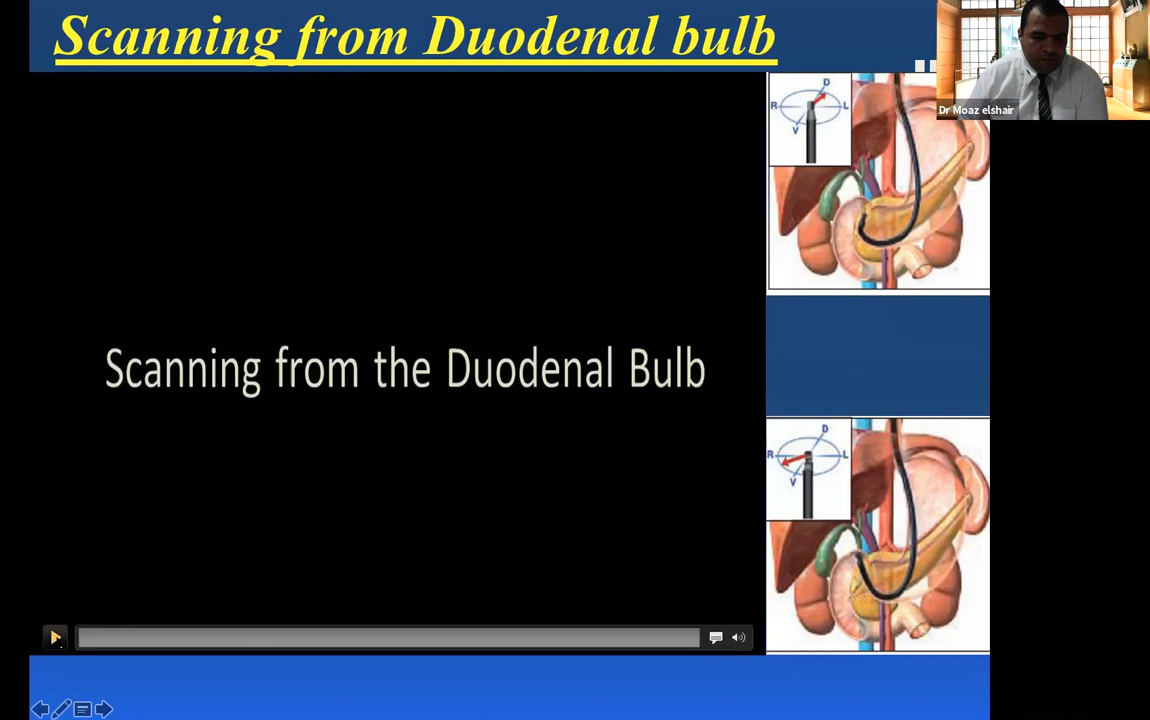 Scanning from Duodenal bulb
Dr Moaz elshair
D
R
L
V
Scanning from the Duodenal Bulb
D
R
L
V